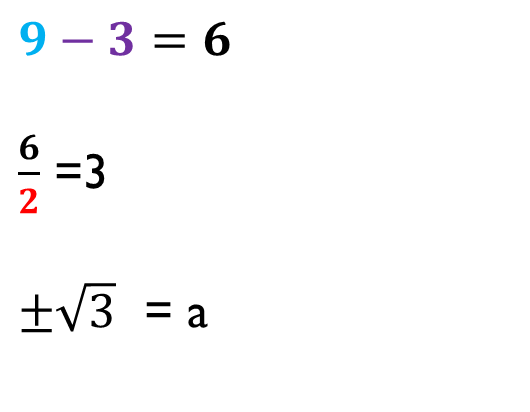 9 − 3 = 6
6/2 =3
±√3 = a